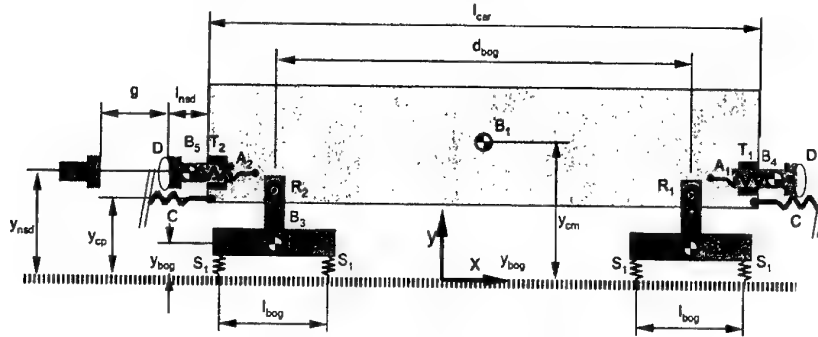 l_car
d_bog
g l_nsd
D B_5 T_2 A_2 B_1 T_1 D
A_1 B_4
R_2 R_1
C B_3 C
y_nsd y_cp y_cm
y_bog S_1 S_1 y x y_bog S_1 S_1
l_bog l_bog